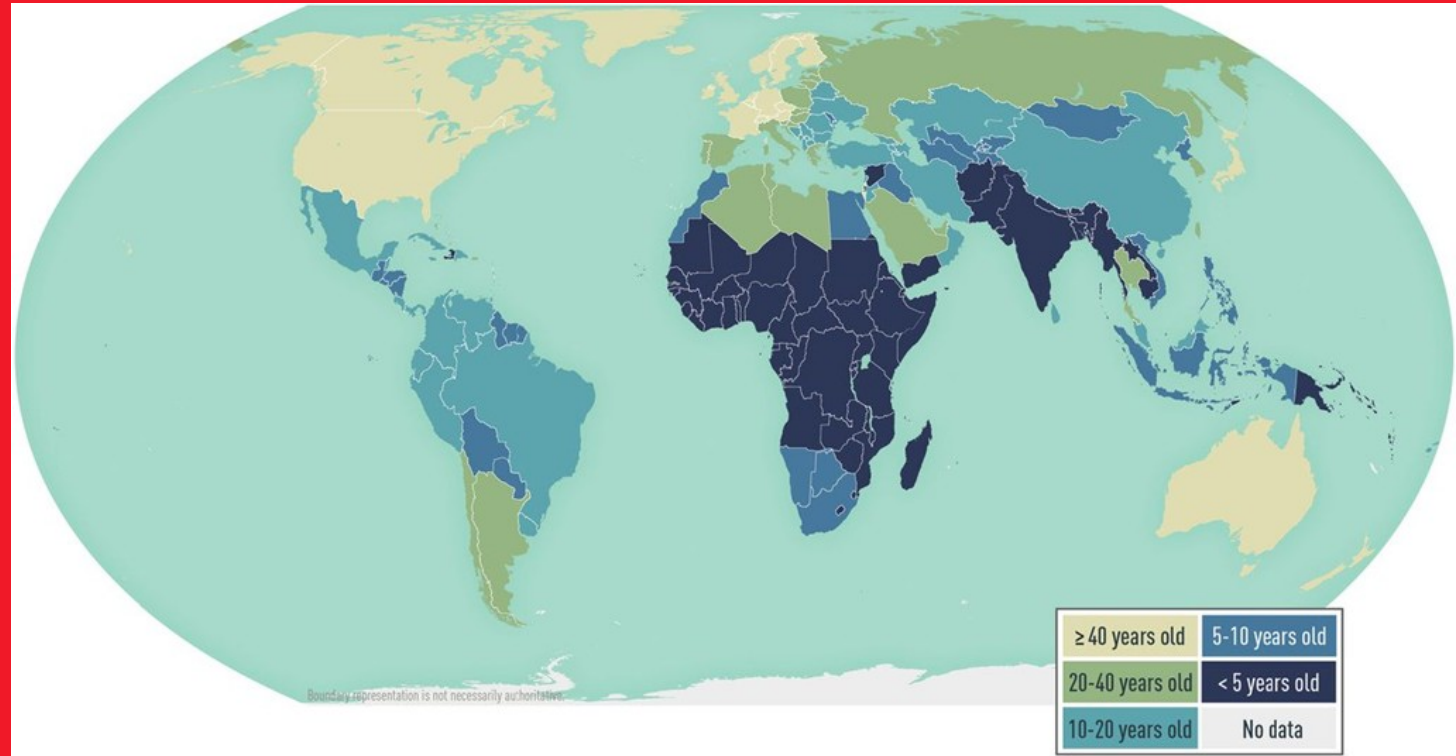 ≥ 40 years old
5-10 years old
20-40 years old
< 5 years old
10-20 years old
No data
Boundary representation is not necessarily authoritative.